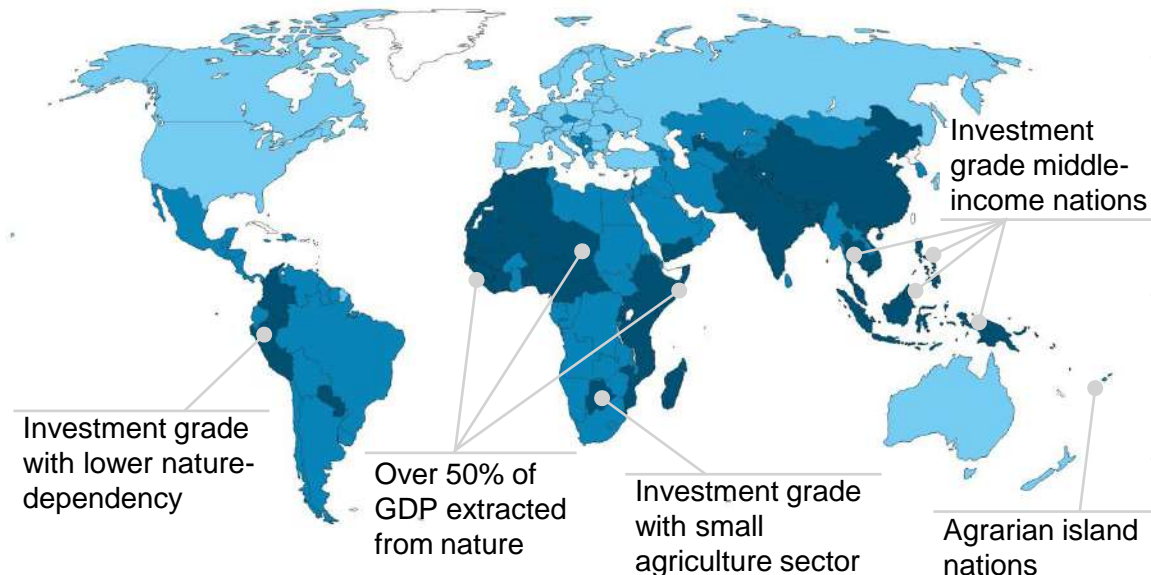 Investment
grade middle-
income nations
Investment grade
with lower nature-
dependency
Over 50% of
GDP extracted
from nature
Investment grade
with small
agriculture sector
Agrarian island
nations